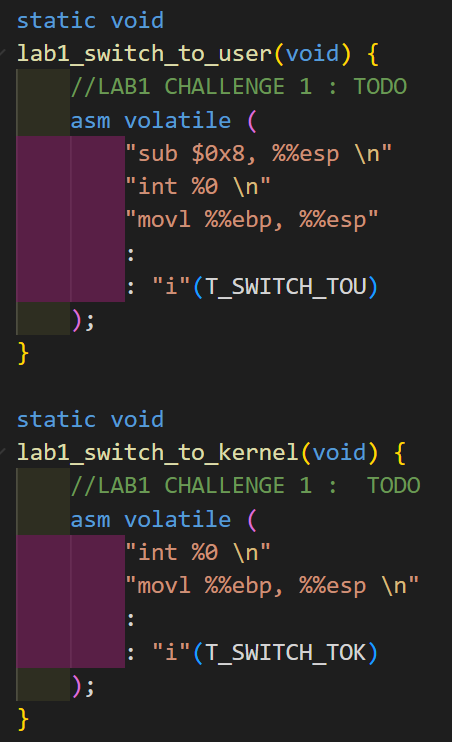 static void
lab1_switch_to_user(void) {
    //LAB1 CHALLENGE 1 : TODO
    asm volatile (
        "sub $0x8, %%esp \n"
        "int %0 \n"
        "movl %%ebp, %%esp"
        :
        : "i"(T_SWITCH_TOU)
    );
}

static void
lab1_switch_to_kernel(void) {
    //LAB1 CHALLENGE 1 :  TODO
    asm volatile (
        "int %0 \n"
        "movl %%ebp, %%esp \n"
        :
        : "i"(T_SWITCH_TOK)
    );
}